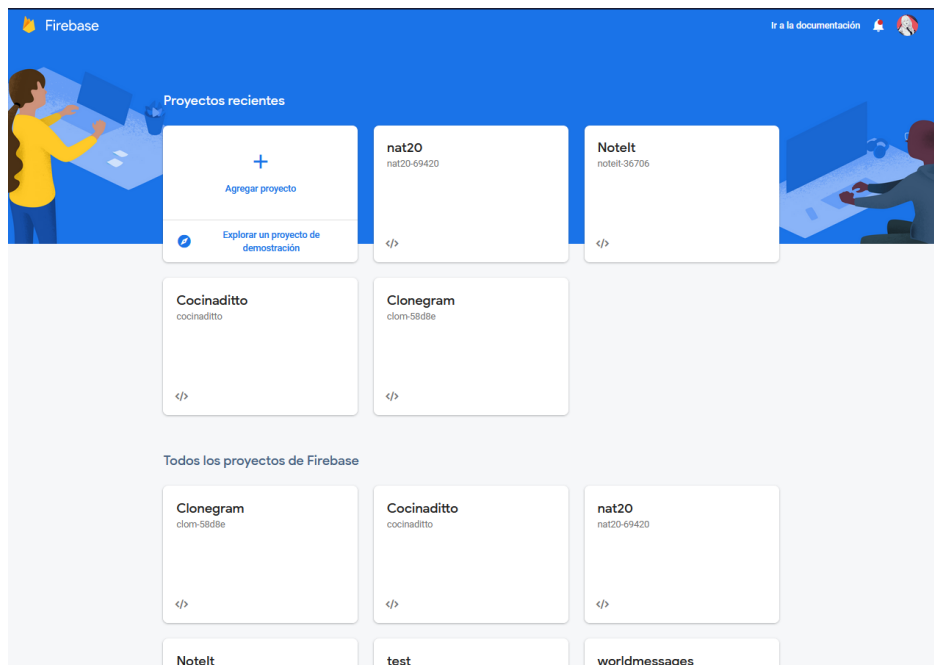 Firebase
Ir a la documentación
Proyectos recientes
Agregar proyecto
Explorar un proyecto de
demostración
nat20
nat20-69420
</>
NoteIt
noteit-36706
</>
Cocinaditto
cocinaditto
</>
Clonegram
clom-58d8e
</>
Todos los proyectos de Firebase
Clonegram
clom-58d8e
</>
Cocinaditto
cocinaditto
</>
nat20
nat20-69420
</>
NoteIt
test
worldmessages